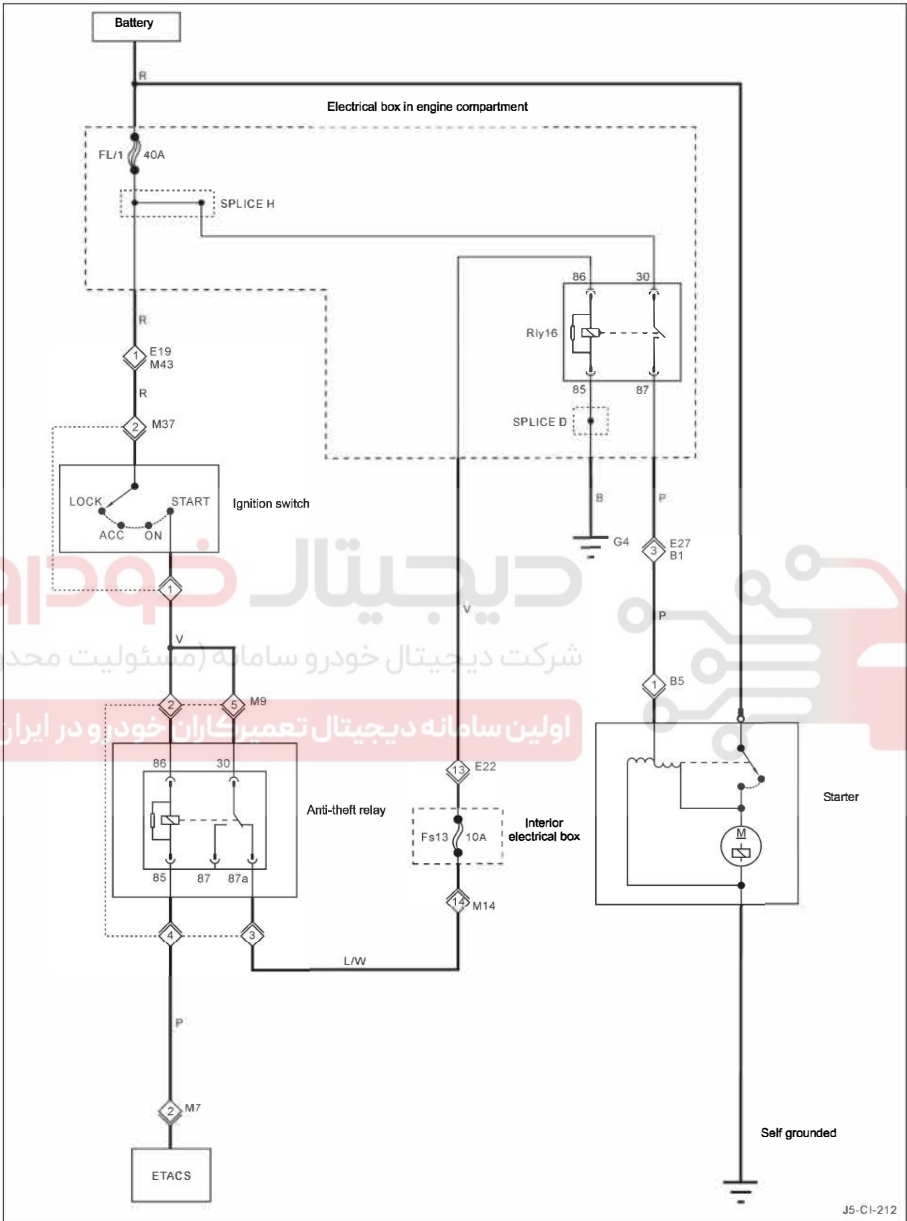 Battery
R
Electrical box in engine compartment
FL/1 40A
SPLICE H
86 30
Rly16
85 87
SPLICE D
R
1 E19
M43
R
2 M37
LOCK START
ACC ON
Ignition switch
B P
G4
3 E27
B1
1
V
V
P
دیجیتال خودرو
شرکت دیجیتال خودرو سامانه (مسئولیت محدو
2 5 M9
1 B5
اولین سامانه دیجیتال تعمیرکاران خودرو در ایران
86 30
13 E22
Anti-theft relay
Fs13 10A
Interior
electrical box
Starter
M
85 87 87a
14 M14
4 3
L/W
P
2 M7
ETACS
Self grounded
J5-CI-212